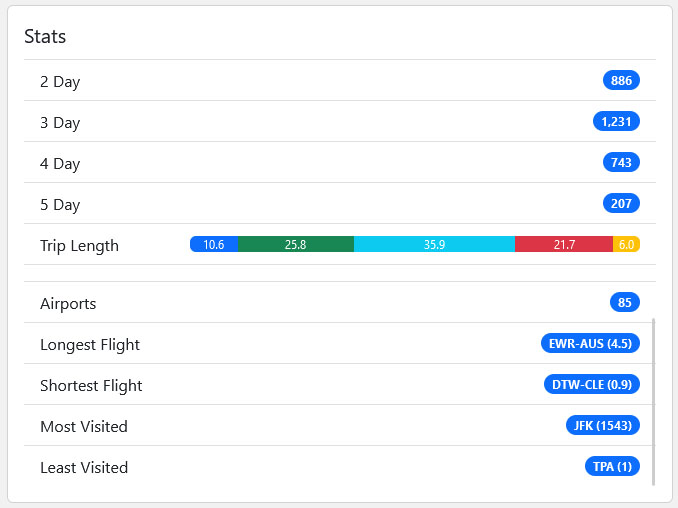 Stats
2 Day 886
3 Day 1,231
4 Day 743
5 Day 207
Trip Length 10.6 25.8 35.9 21.7 6.0
Airports 85
Longest Flight EWR-AUS (4.5)
Shortest Flight DTW-CLE (0.9)
Most Visited JFK (1543)
Least Visited TPA (1)